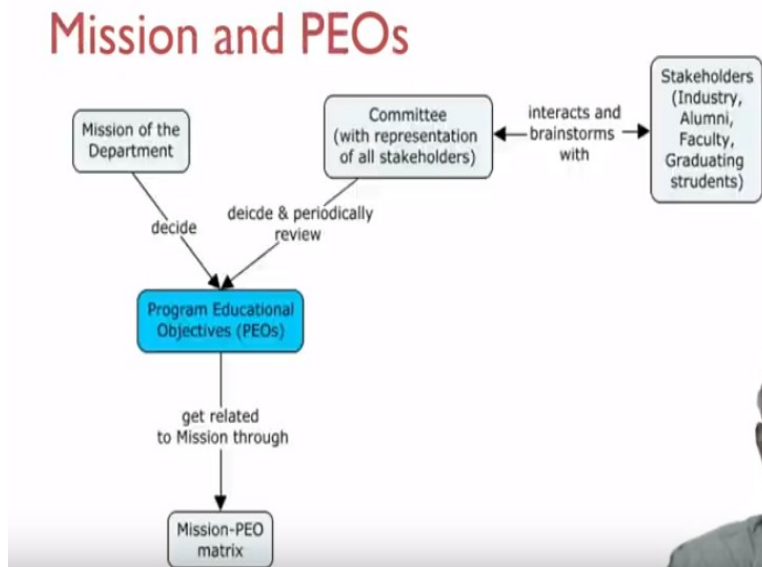 Mission and PEOs
Mission of the
Department
Committee
(with representation
of all stakeholders)
interacts and
brainstorms
with
Stakeholders
(Industry,
Alumni,
Faculty,
Graduating
strudents)
decide
deicde & periodically
review
Program Educational
Objectives (PEOs)
get related
to Mission through
Mission-PEO
matrix